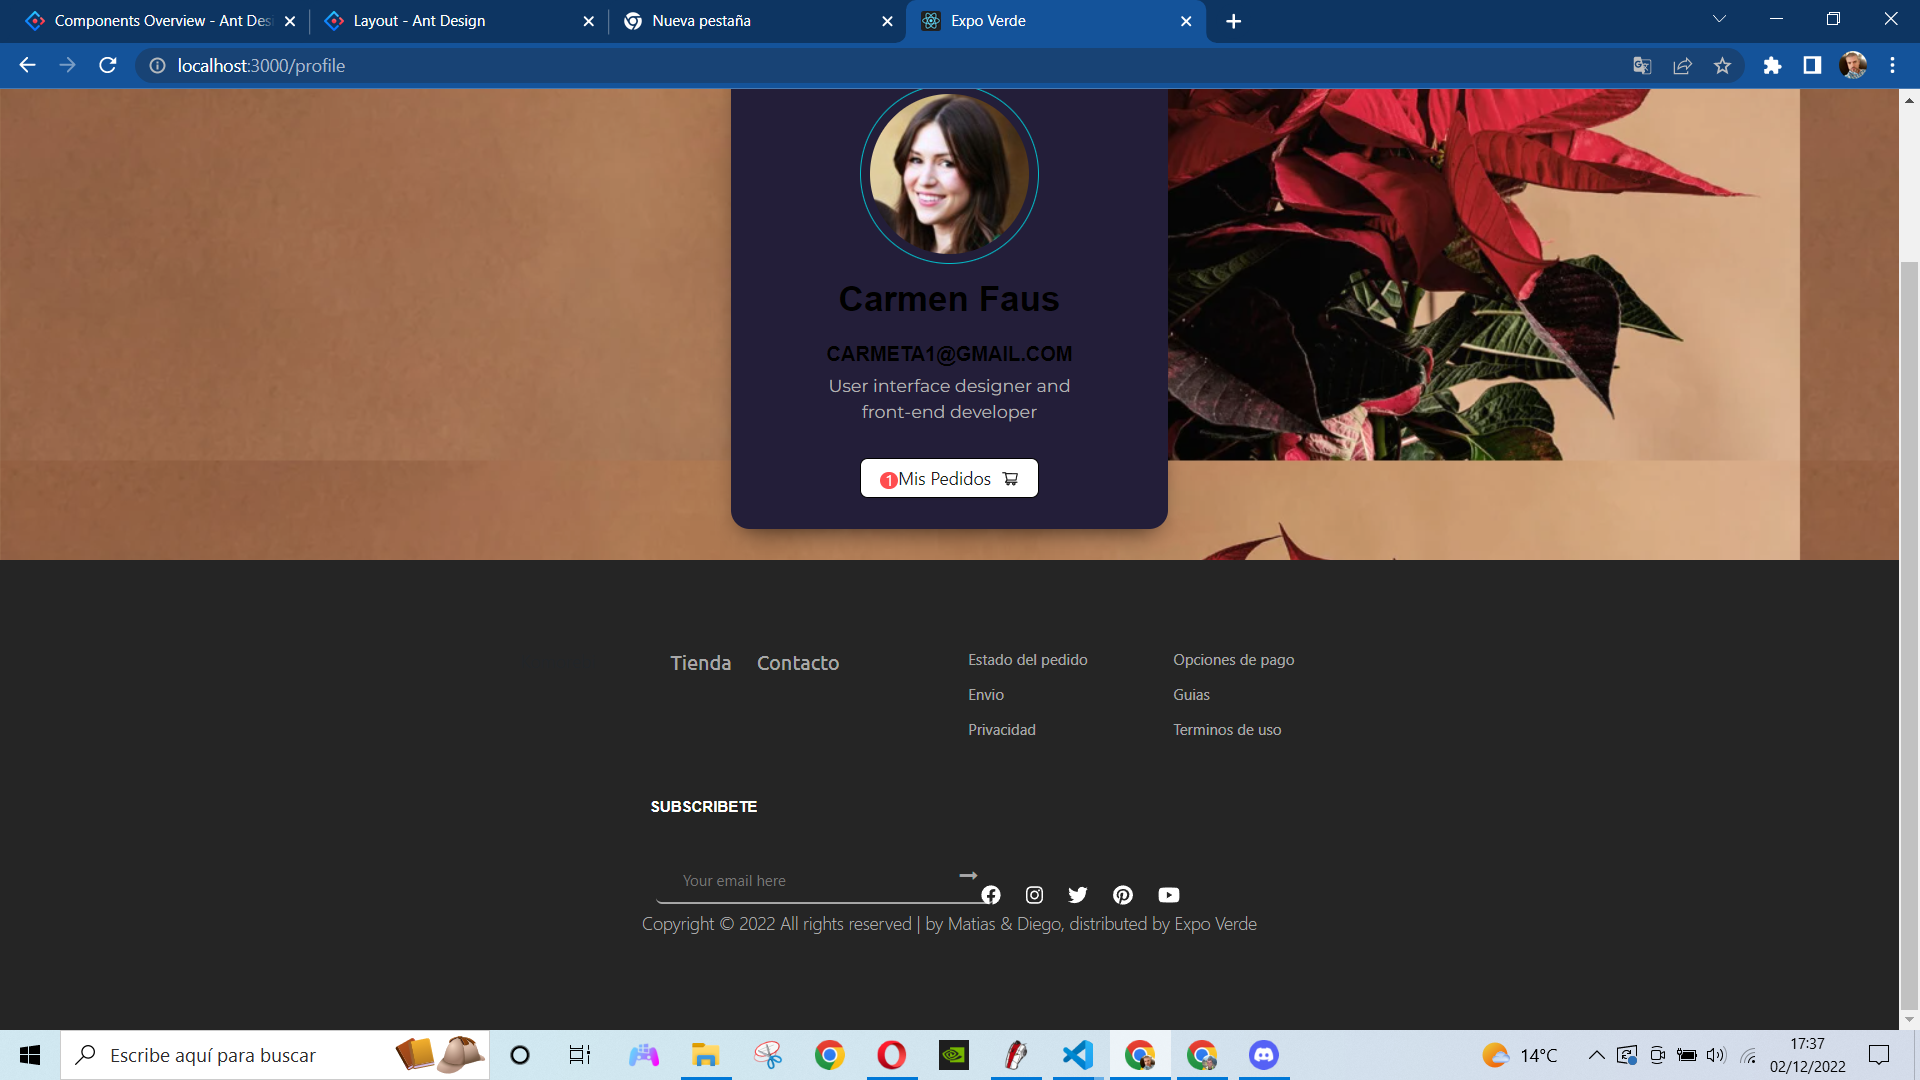 Components Overview - Ant Des
Layout - Ant Design
Nueva pestaña
Expo Verde
localhost:3000/profile
Carmen Faus
CARMETA1@GMAIL.COM
User interface designer and
front-end developer
1 Mis Pedidos
Tienda Contacto
Estado del pedido
Envio
Privacidad
Opciones de pago
Guias
Terminos de uso
SUBSCRIBETE
Your email here
Copyright © 2022 All rights reserved | by Matias & Diego, distributed by Expo Verde
Escribe aquí para buscar
14°C
17:37
02/12/2022